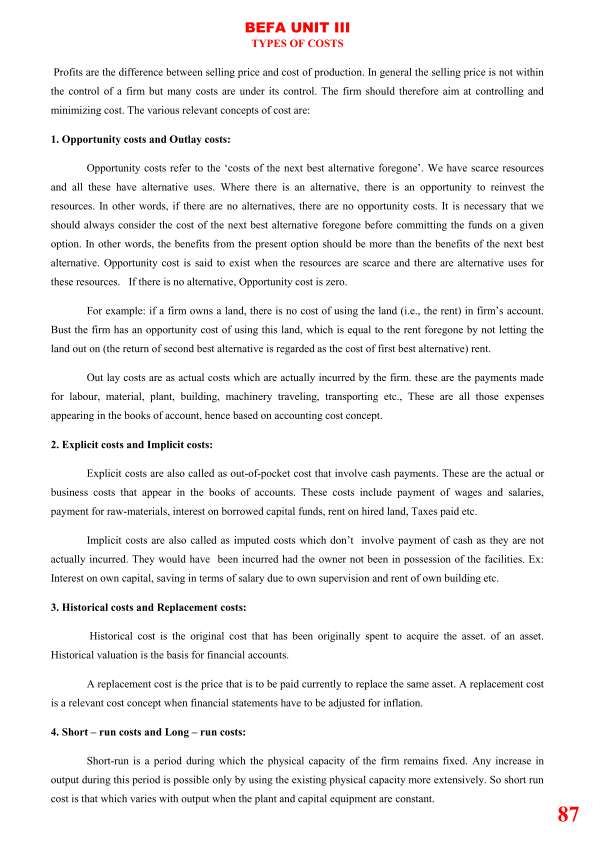 BEFA UNIT III
TYPES OF COSTS
Profits are the difference between selling price and cost of production. In general the selling price is not within
the control of a firm but many costs are under its control. The firm should therefore aim at controlling and
minimizing cost. The various relevant concepts of cost are:
1. Opportunity costs and Outlay costs:
Opportunity costs refer to the ‘costs of the next best alternative foregone’. We have scarce resources
and all these have alternative uses. Where there is an alternative, there is an opportunity to reinvest the
resources. In other words, if there are no alternatives, there are no opportunity costs. It is necessary that we
should always consider the cost of the next best alternative foregone before committing the funds on a given
option. In other words, the benefits from the present option should be more than the benefits of the next best
alternative. Opportunity cost is said to exist when the resources are scarce and there are alternative uses for
these resources. If there is no alternative, Opportunity cost is zero.
For example: if a firm owns a land, there is no cost of using the land (i.e., the rent) in firm’s account.
Bust the firm has an opportunity cost of using this land, which is equal to the rent foregone by not letting the
land out on (the return of second best alternative is regarded as the cost of first best alternative) rent.
Out lay costs are as actual costs which are actually incurred by the firm. these are the payments made
for labour, material, plant, building, machinery traveling, transporting etc., These are all those expenses
appearing in the books of account, hence based on accounting cost concept.
2. Explicit costs and Implicit costs:
Explicit costs are also called as out-of-pocket cost that involve cash payments. These are the actual or
business costs that appear in the books of accounts. These costs include payment of wages and salaries,
payment for raw-materials, interest on borrowed capital funds, rent on hired land, Taxes paid etc.
Implicit costs are also called as imputed costs which don’t involve payment of cash as they are not
actually incurred. They would have been incurred had the owner not been in possession of the facilities. Ex:
Interest on own capital, saving in terms of salary due to own supervision and rent of own building etc.
3. Historical costs and Replacement costs:
Historical cost is the original cost that has been originally spent to acquire the asset. of an asset.
Historical valuation is the basis for financial accounts.
A replacement cost is the price that is to be paid currently to replace the same asset. A replacement cost
is a relevant cost concept when financial statements have to be adjusted for inflation.
4. Short – run costs and Long – run costs:
Short-run is a period during which the physical capacity of the firm remains fixed. Any increase in
output during this period is possible only by using the existing physical capacity more extensively. So short run
cost is that which varies with output when the plant and capital equipment are constant.
87